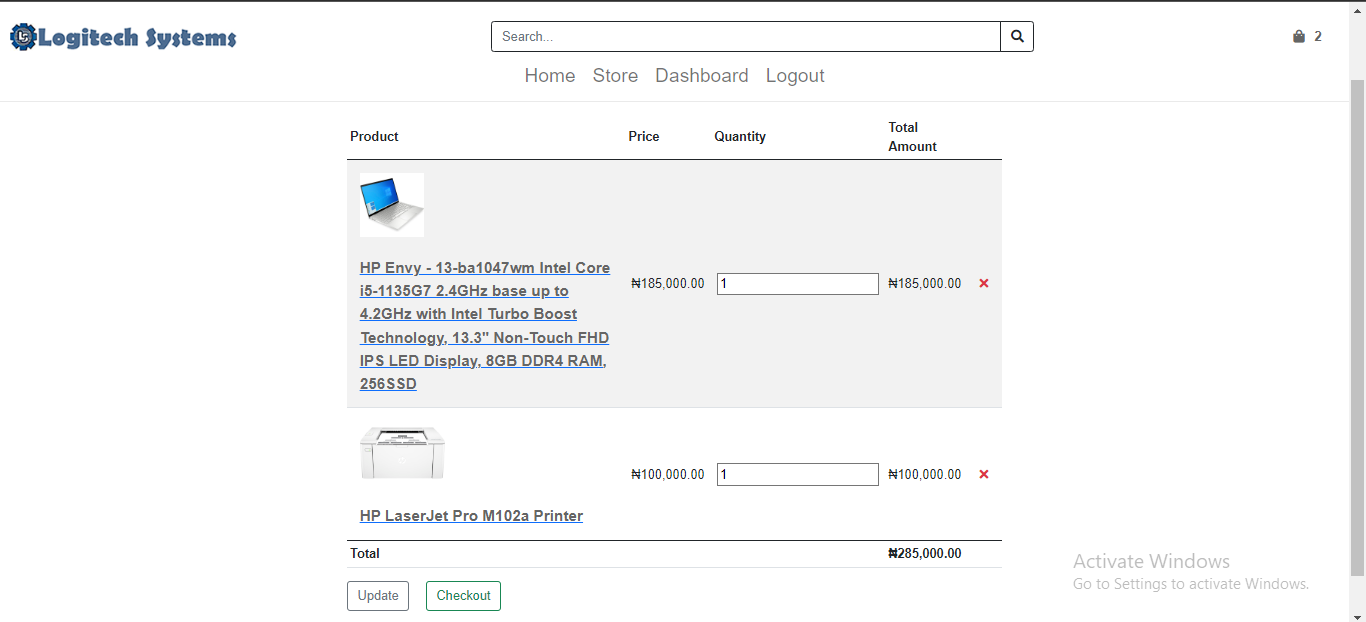 Logitech Systems
Search...
2
Home Store Dashboard Logout
Product Price Quantity Total Amount
HP Envy - 13-ba1047wm Intel Core
i5-1135G7 2.4GHz base up to
4.2GHz with Intel Turbo Boost
Technology, 13.3" Non-Touch FHD
IPS LED Display, 8GB DDR4 RAM,
256SSD
₦185,000.00 1 ₦185,000.00
HP LaserJet Pro M102a Printer
₦100,000.00 1 ₦100,000.00
Total ₦285,000.00
Update Checkout
Activate Windows
Go to Settings to activate Windows.